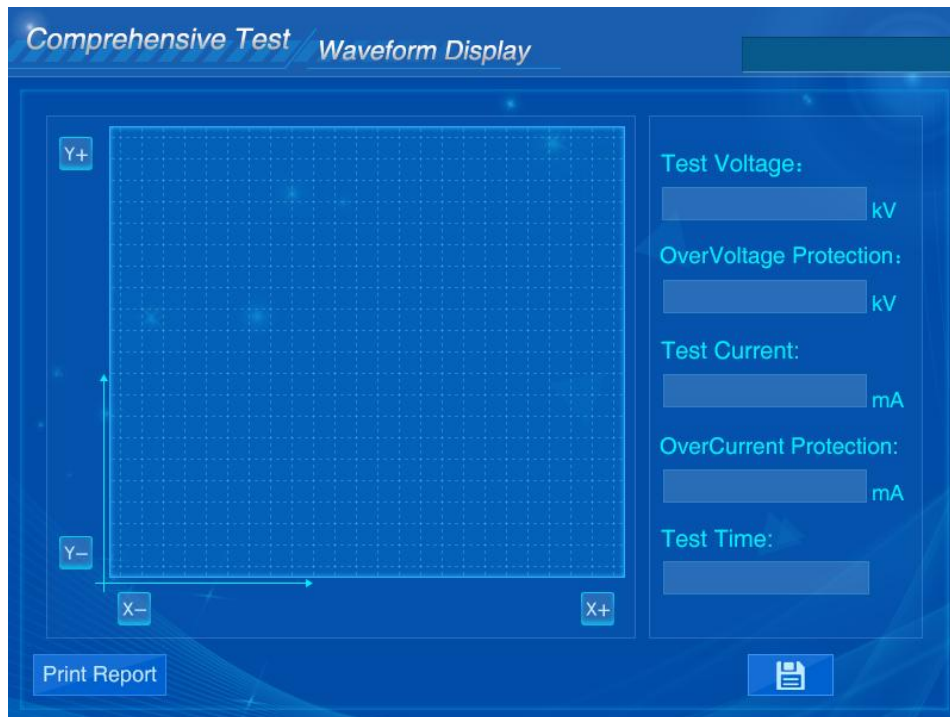 Comprehensive Test
Waveform Display
Y+
Y−
X−
X+
Test Voltage：
kV
OverVoltage Protection：
kV
Test Current:
mA
OverCurrent Protection:
mA
Test Time:
Print Report